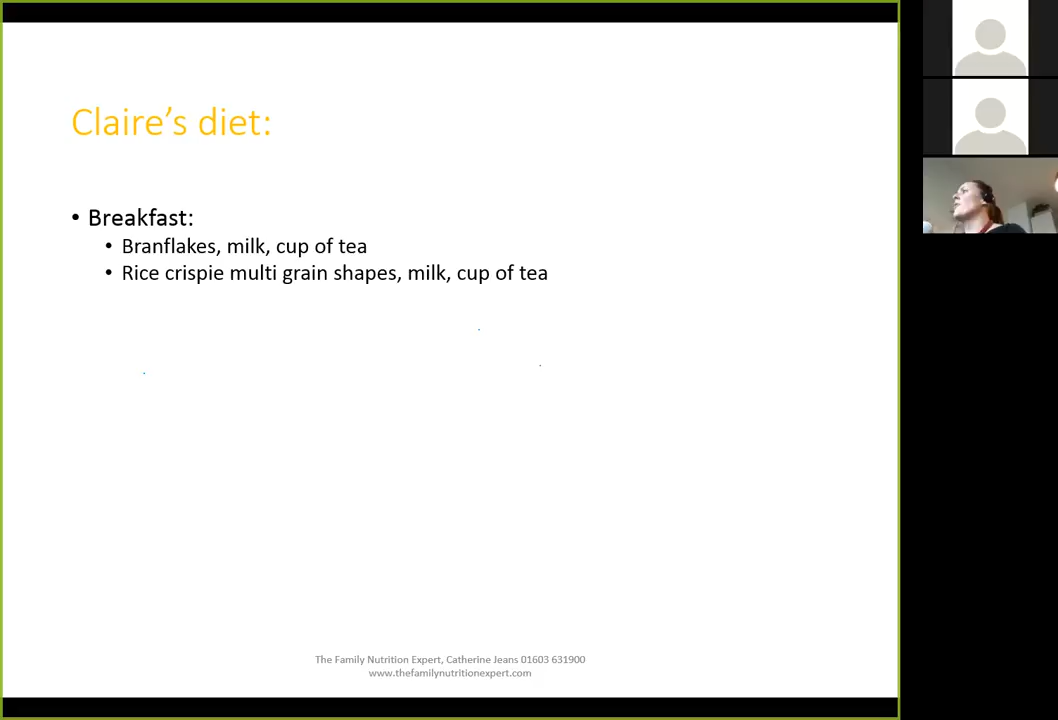 Claire’s diet:
• Breakfast:
• Branflakes, milk, cup of tea
• Rice crispie multi grain shapes, milk, cup of tea
The Family Nutrition Expert, Catherine Jeans 01603 631900
www.thefamilynutritionexpert.com